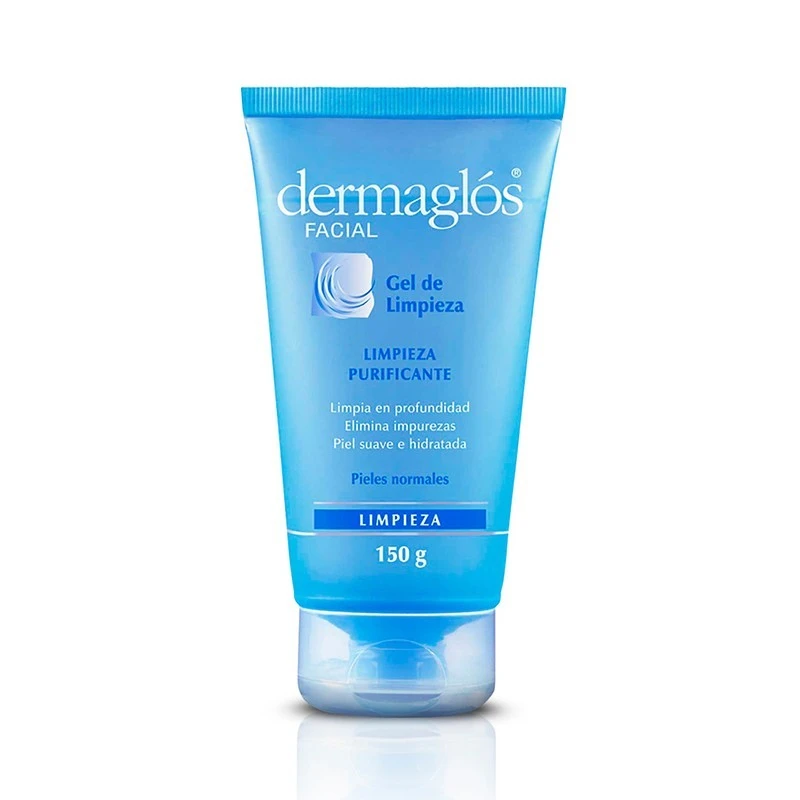 dermaglós®
FACIAL
Gel de
Limpieza
LIMPIEZA
PURIFICANTE
Limpia en profundidad
Elimina impurezas
Piel suave e hidratada
Pieles normales
LIMPIEZA
150 g